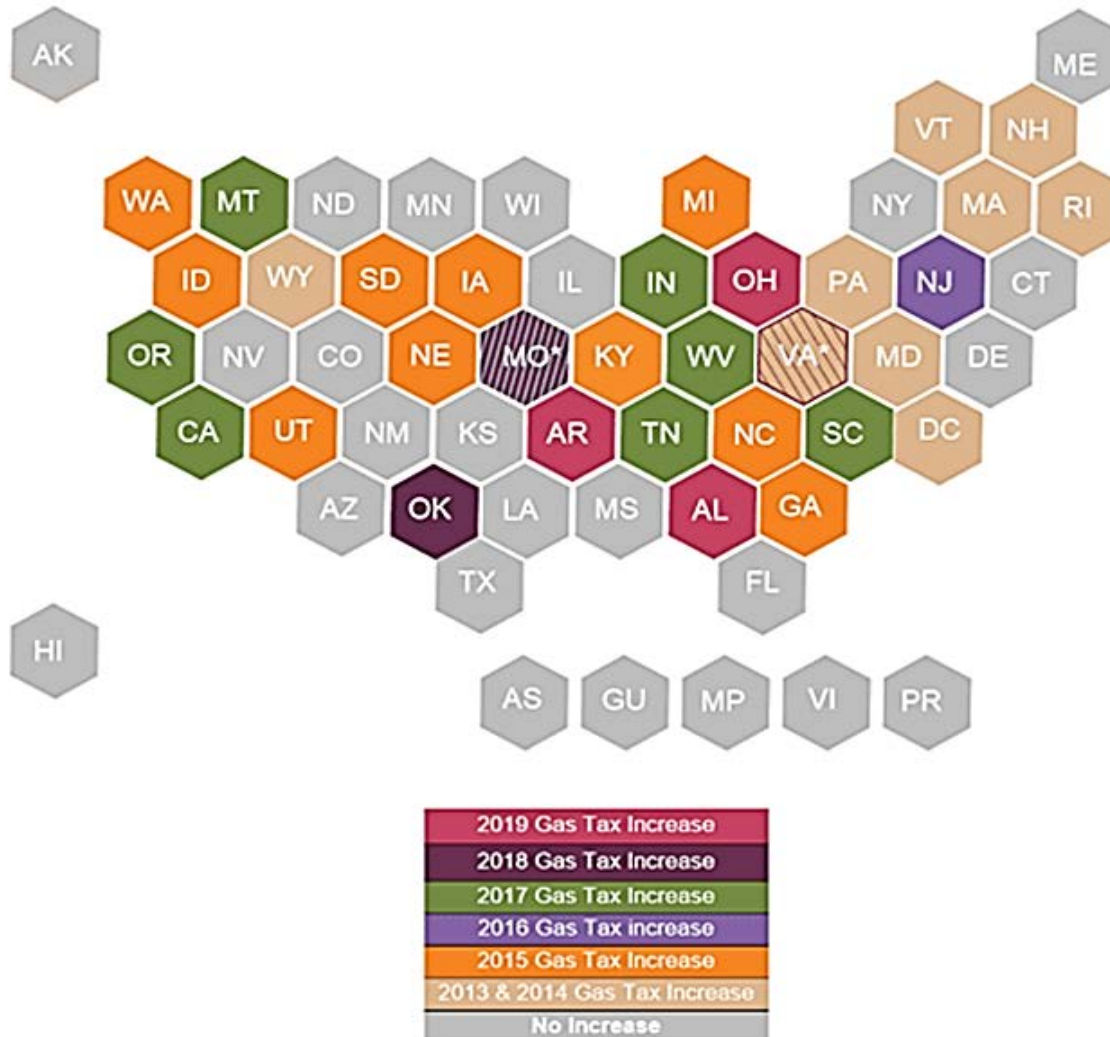 AK
ME
VT NH
WA MT ND MN WI MI NY MA RI
ID WY SD IA IL IN OH PA NJ CT
OR NV CO NE MO* KY WV VA* MD DE
CA UT NM KS AR TN NC SC DC
AZ OK LA MS AL GA
TX FL
HI
AS GU MP VI PR
2019 Gas Tax Increase
2018 Gas Tax Increase
2017 Gas Tax Increase
2016 Gas Tax increase
2015 Gas Tax Increase
2013 & 2014 Gas Tax Increase
No Increase